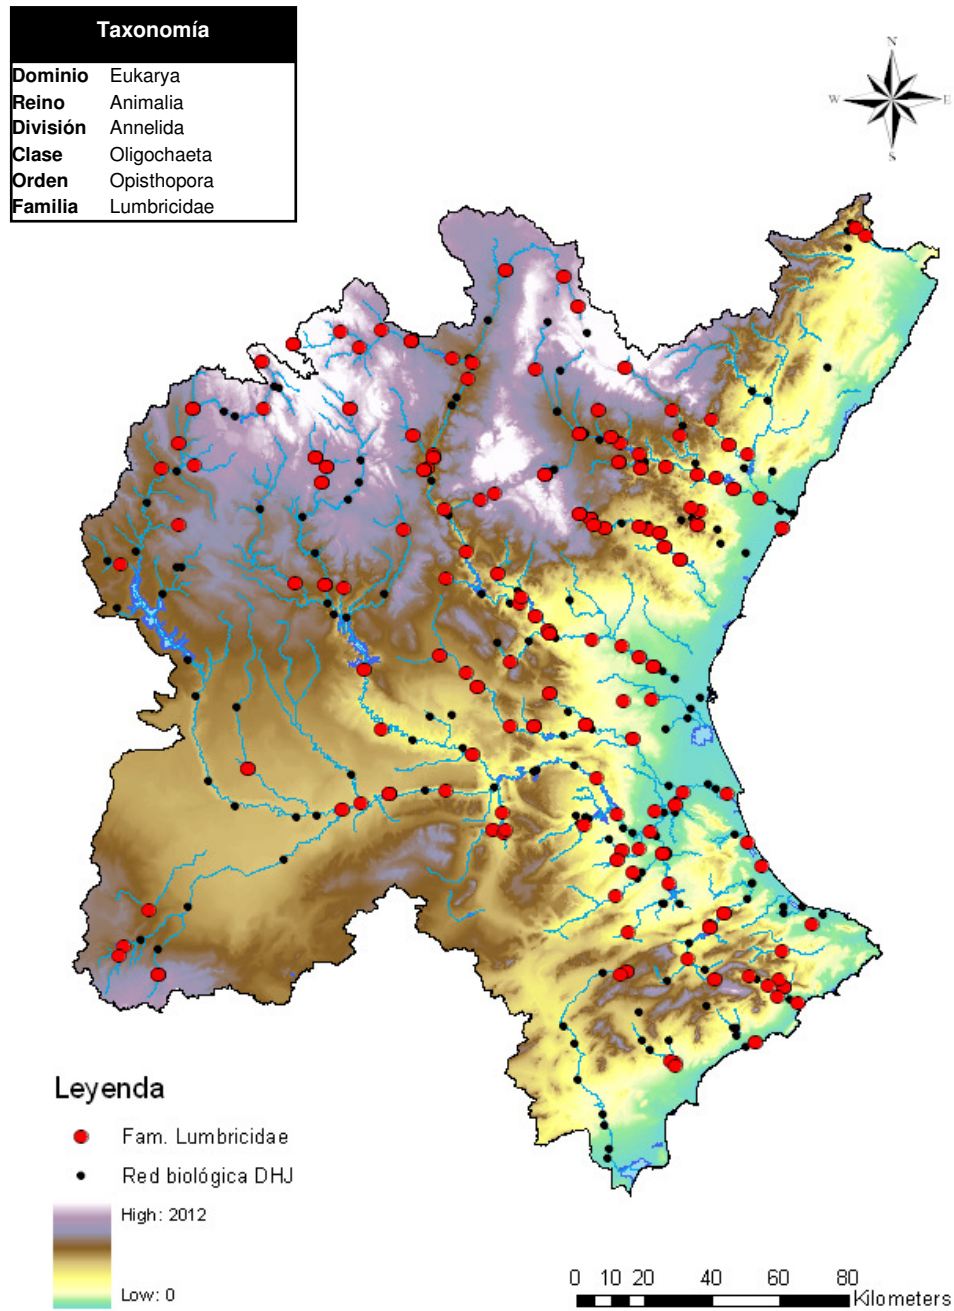 Taxonomía
Dominio Eukarya
Reino Animalia
División Annelida
Clase Oligochaeta
Orden Opisthopora
Familia Lumbricidae
N
W E
S
Leyenda
Fam. Lumbricidae
Red biológica DHJ
High: 2012
Low: 0
0 10 20 40 60 80
Kilometers